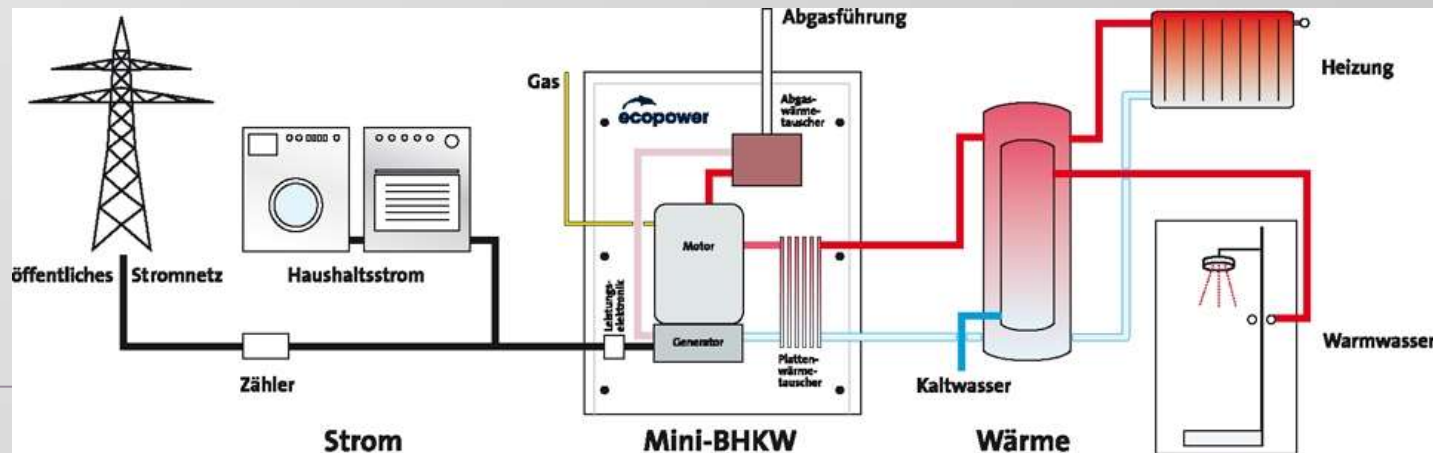 Abgasführung
Gas
ecopower
Abgas-
wärme-
tauscher
Heizung
Motor
öffentliches Stromnetz
Haushaltsstrom
Leistungs-
elektronik
Generator
Platten-
wärme-
tauscher
Warmwasser
Zähler
Kaltwasser
Strom
Mini-BHKW
Wärme